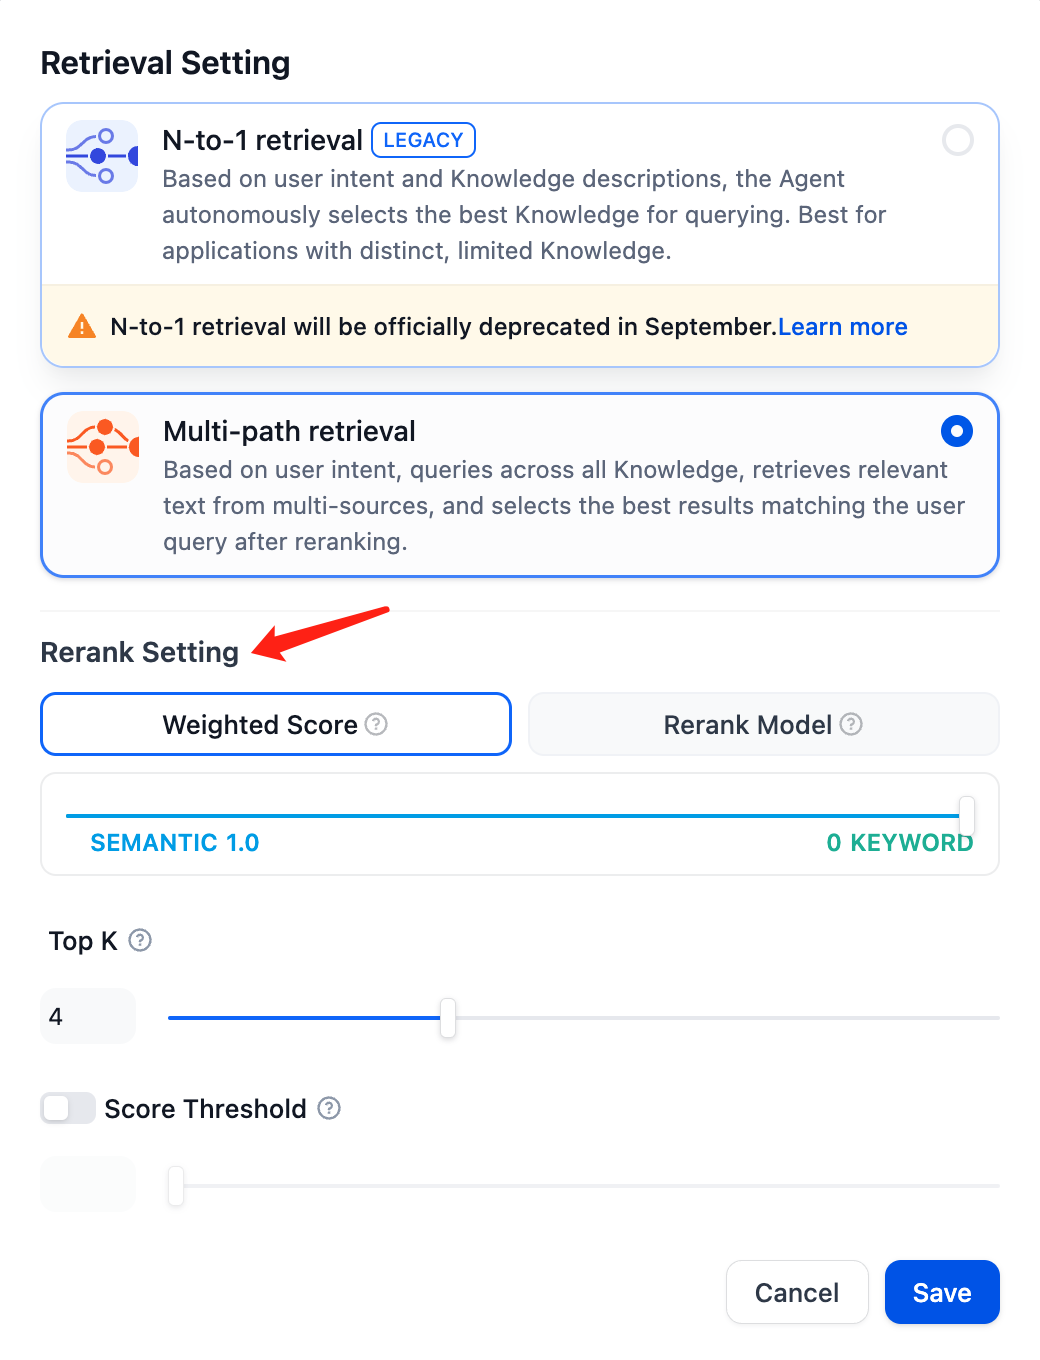 Retrieval Setting
N-to-1 retrieval LEGACY
Based on user intent and Knowledge descriptions, the Agent
autonomously selects the best Knowledge for querying. Best for
applications with distinct, limited Knowledge.
N-to-1 retrieval will be officially deprecated in September.Learn more
Multi-path retrieval
Based on user intent, queries across all Knowledge, retrieves relevant
text from multi-sources, and selects the best results matching the user
query after reranking.
Rerank Setting
Weighted Score ?
Rerank Model ?
SEMANTIC 1.0
0 KEYWORD
Top K ?
4
Score Threshold ?
Cancel
Save